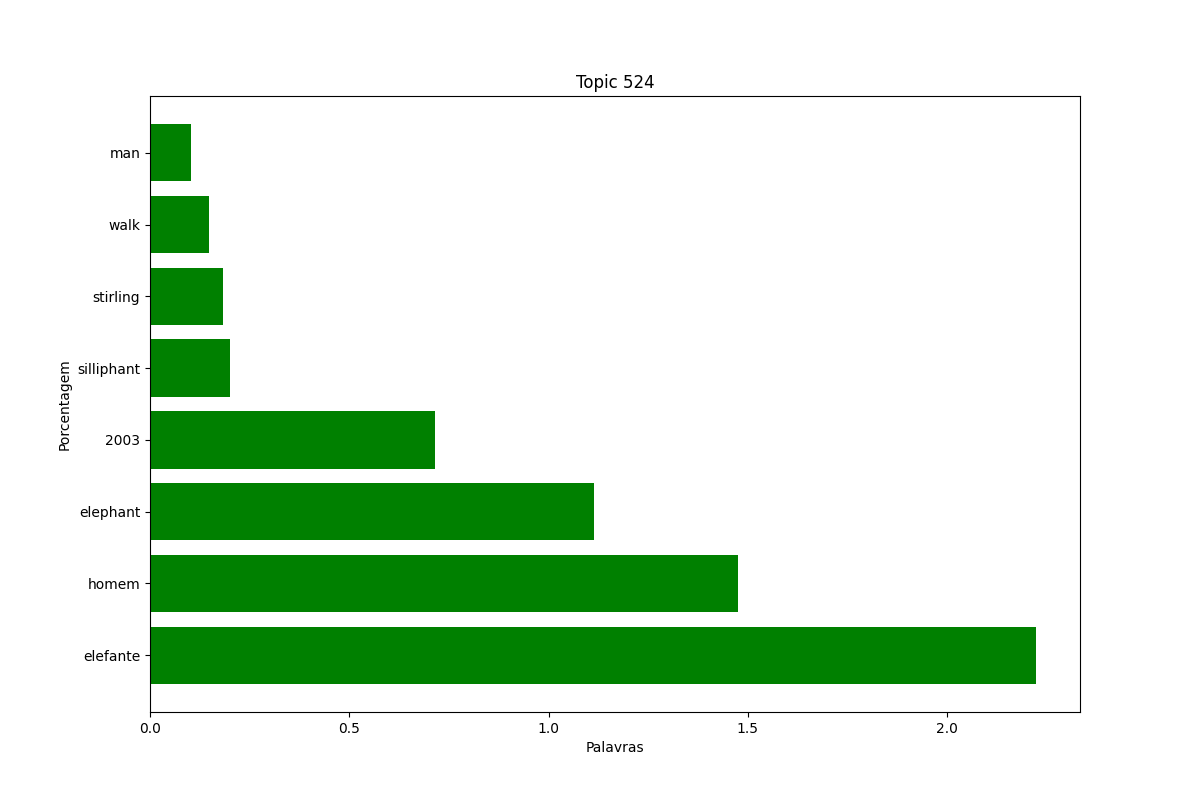 Topic 524
man
walk
stirling
silliphant
2003
elephant
homem
elefante
Porcentagem
0.0 0.5 1.0 1.5 2.0
Palavras